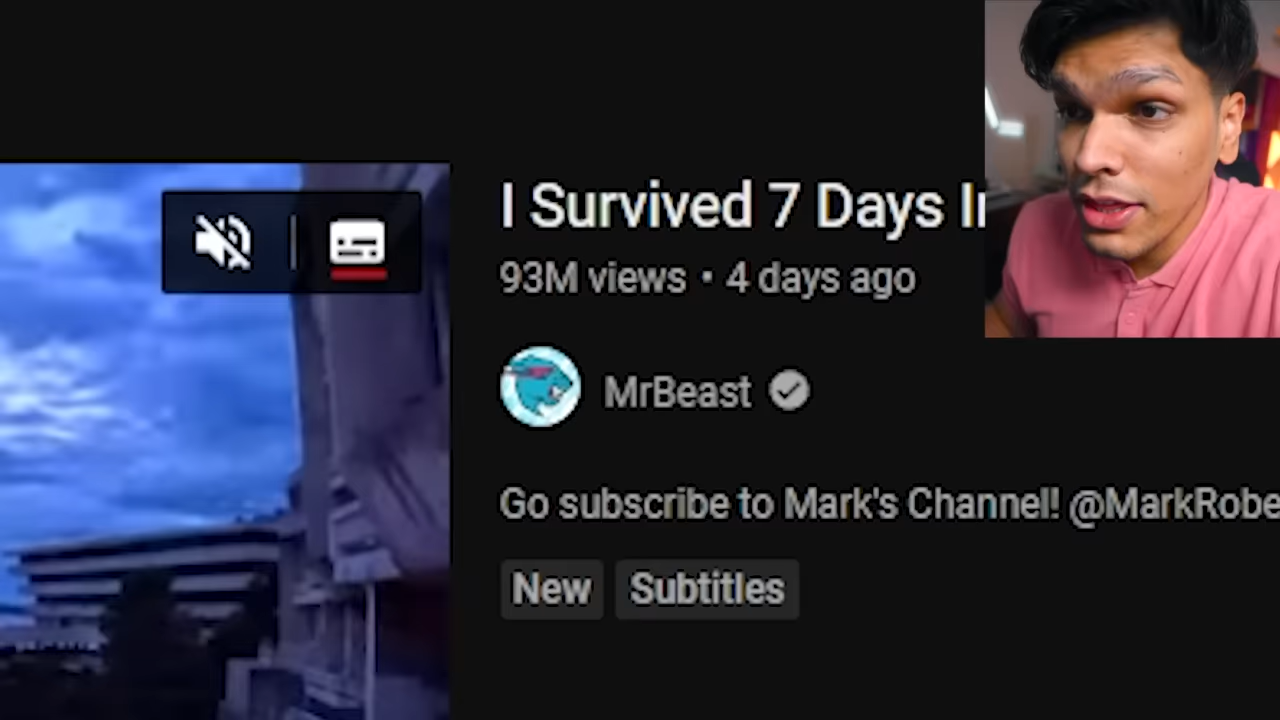 I Survived 7 Days
93M views • 4 days ago
MrBeast
Go subscribe to Mark's Channel! @MarkRobe
New
Subtitles